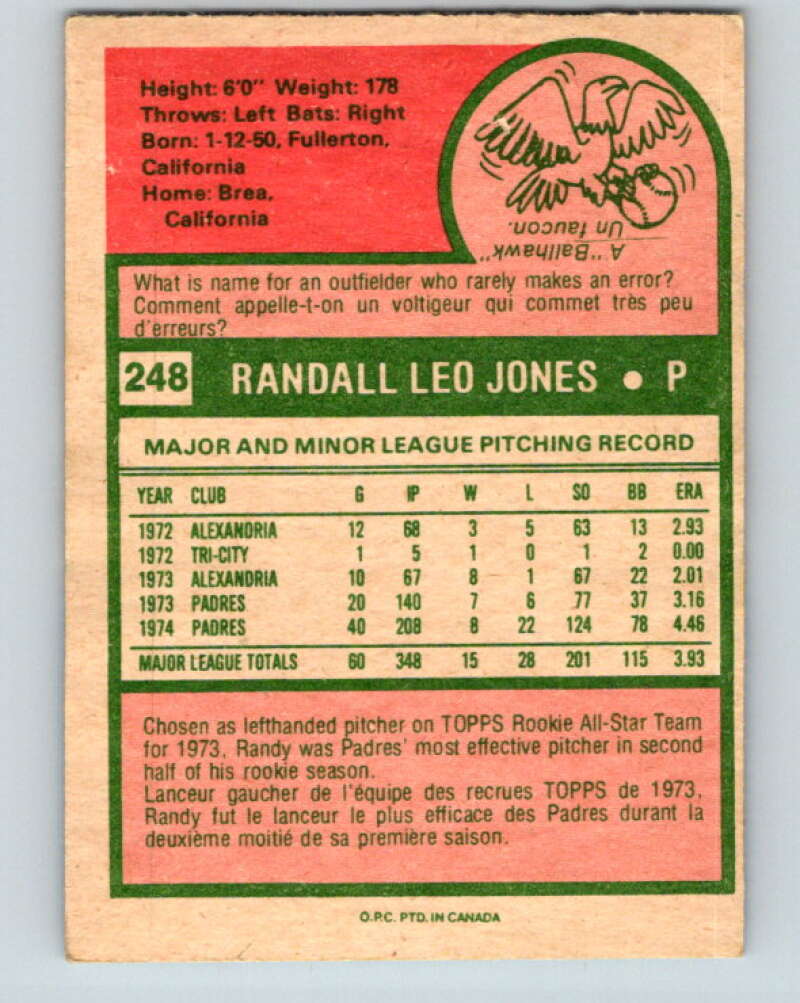 Height: 6'0" Weight: 178
Throws: Left Bats: Right
Born: 1-12-50, Fullerton,
California
Home: Brea,
California
A "Ballhawk"
Un faucon.
What is name for an outfielder who rarely makes an error?
Comment appelle-t-on un voltigeur qui commet très peu
d'erreurs?
248 RANDALL LEO JONES • P
MAJOR AND MINOR LEAGUE PITCHING RECORD
YEAR CLUB G IP W L SO BB ERA
1972 ALEXANDRIA 12 68 3 5 63 13 2.93
1972 TRI-CITY 1 5 1 0 1 2 0.00
1973 ALEXANDRIA 10 67 8 1 67 22 2.01
1973 PADRES 20 140 7 6 77 37 3.16
1974 PADRES 40 208 8 22 124 78 4.46
MAJOR LEAGUE TOTALS 60 348 15 28 201 115 3.93
Chosen as lefthanded pitcher on TOPPS Rookie All-Star Team
for 1973, Randy was Padres' most effective pitcher in second
half of his rookie season.
Lanceur gaucher de l'équipe des recrues TOPPS de 1973,
Randy fut le lanceur le plus efficace des Padres durant la
deuxième moitié de sa première saison.
O.P.C. PTD. IN CANADA